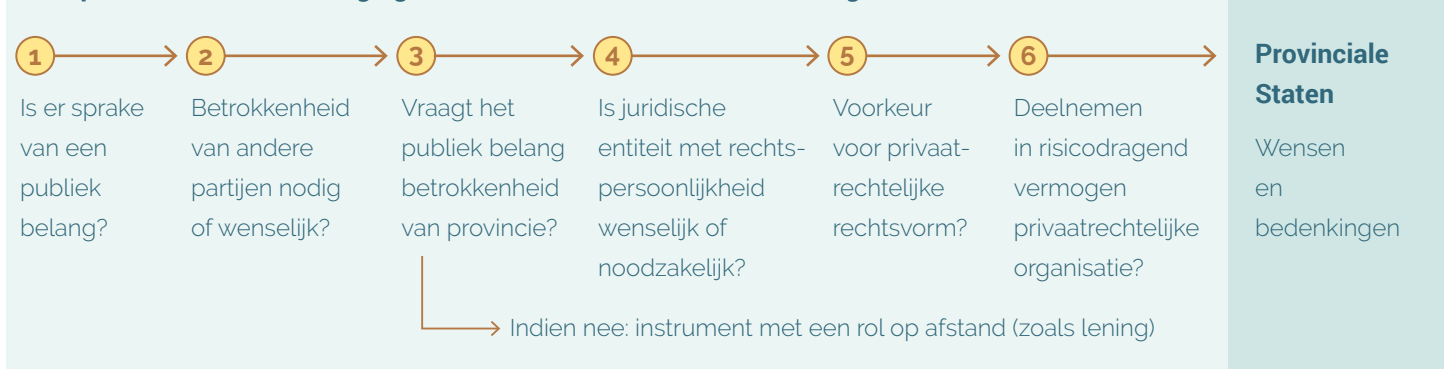 1
Is er sprake
van een
publiek
belang?
2
Betrokkenheid
van andere
partijen nodig
of wenselijk?
3
Vraagt het
publiek belang
betrokkenheid
van provincie?
4
Is juridische
entiteit met rechts-
persoonlijkheid
wenselijk of
noodzakelijk?
5
Voorkeur
voor privaat-
rechtelijke
rechtsvorm?
6
Deelnemen
in risicodragend
vermogen
privaatrechtelijke
organisatie?
Indien nee: instrument met een rol op afstand (zoals lening)
Provinciale
Staten
Wensen
en
bedenkingen